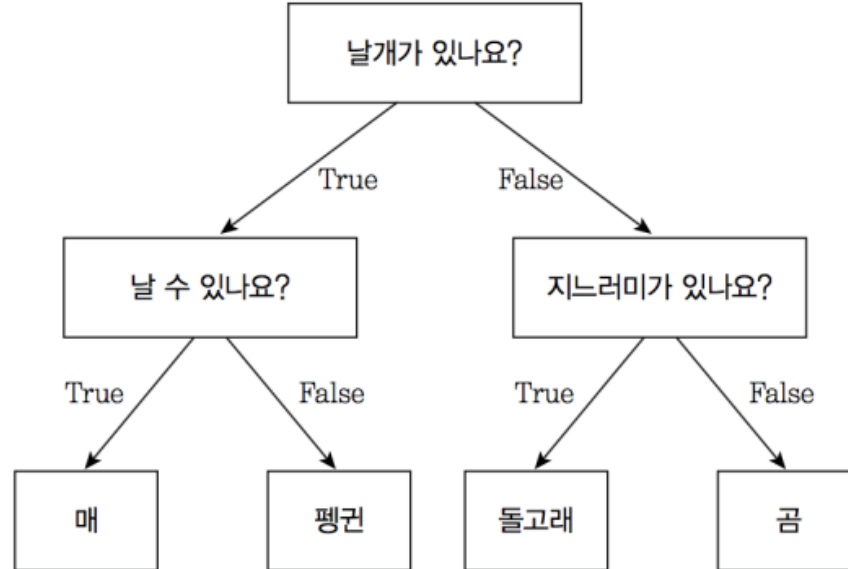 날개가 있나요?
True
False
날 수 있나요?
지느러미가 있나요?
True
False
True
False
매
펭귄
돌고래
곰